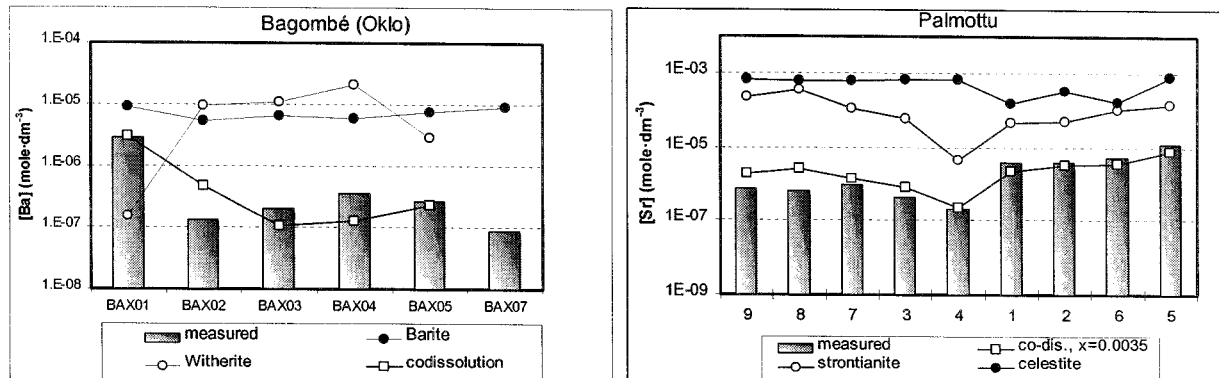 Bagombé (Oklo)
1.E-04
1.E-05
1.E-06
1.E-07
1.E-08
[Ba] (mole·dm⁻³)
BAX01 BAX02 BAX03 BAX04 BAX05 BAX07
measured Barite
Witherite codissolution
Palmottu
1E-03
1E-05
1E-07
1E-09
[Sr] (mole·dm⁻³)
9 8 7 3 4 1 2 6 5
measured co-dis., x=0.0035
strontianite celestite